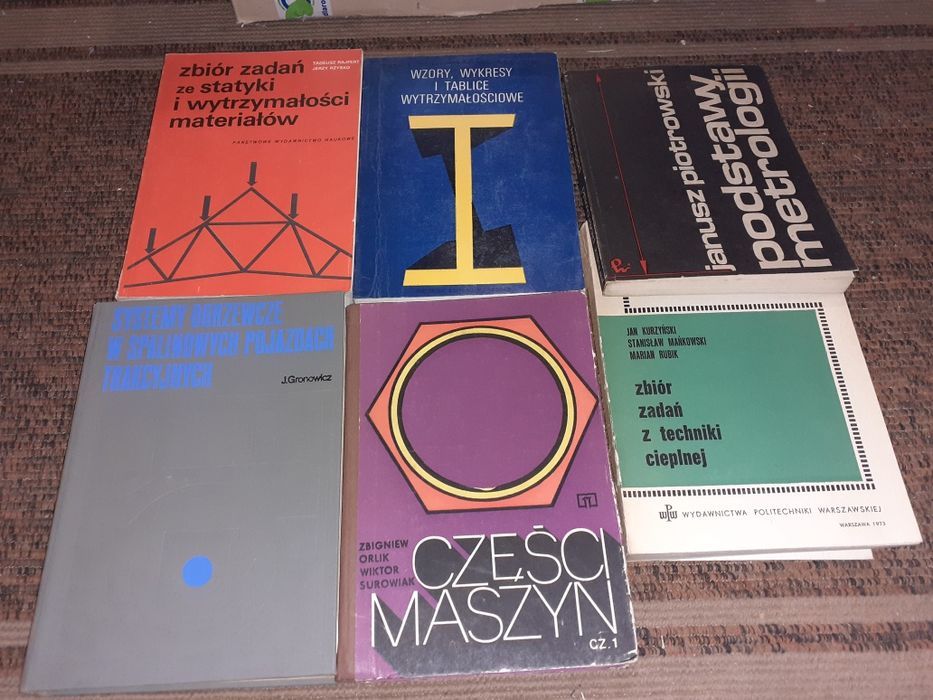 TADEUSZ RAJFERT
JERZY RŻYSKO
zbiór zadań
ze statyki
i wytrzymałości
materiałów
PAŃSTWOWE WYDAWNICTWO NAUKOWE
WZORY, WYKRESY
I TABLICE
WYTRZYMAŁOŚCIOWE
janusz piotrowski
podstawy
metrologii
SYSTEMY OGRZEWCZE
W SPALINOWYCH POJAZDACH
TRAKCYJNYCH
J.Gronowicz
ZBIGNIEW
ORLIK
WIKTOR
SUROWIAK
CZĘŚCI
MASZYN
CZ.1
JAN KURZYŃSKI
STANISŁAW MAŃKOWSKI
MARIAN RUBIK
zbiór
zadań
z techniki
cieplnej
WYDAWNICTWA POLITECHNIKI WARSZAWSKIEJ
WARSZAWA 1973